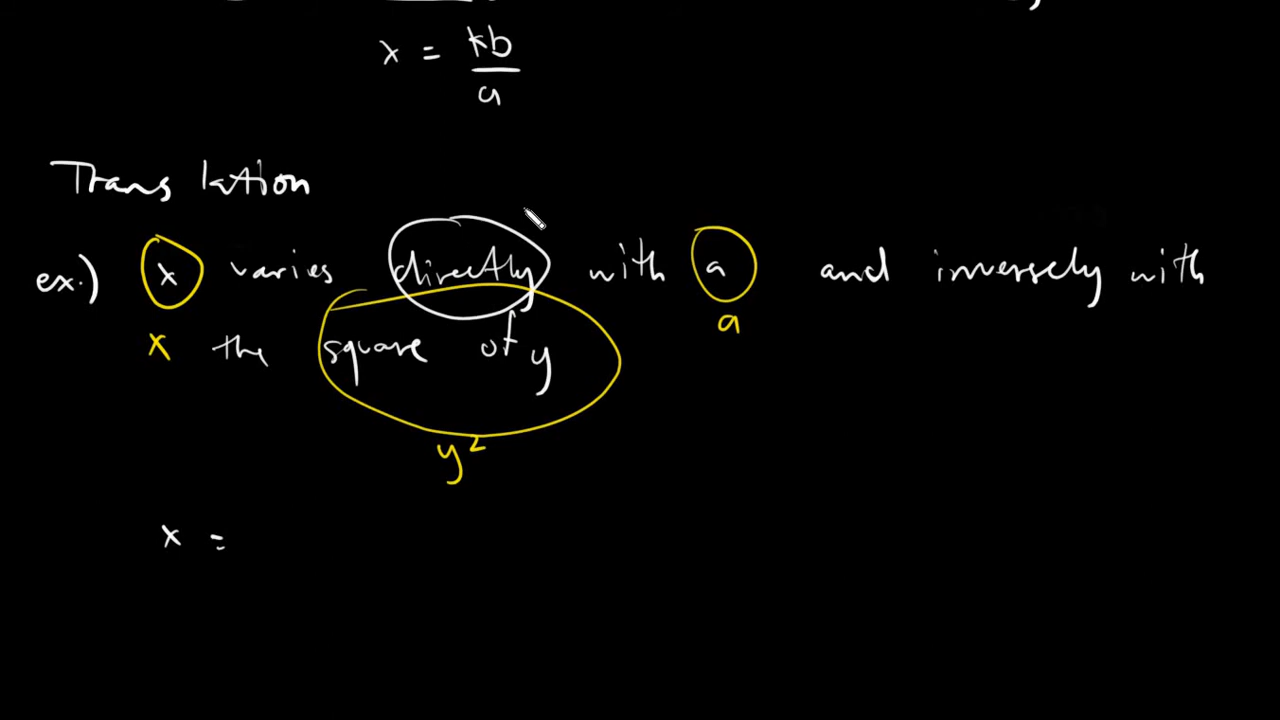 x = kb
a
Translation
ex.) x varies directly with a and inversely with
a
x the square of y
y²
x =